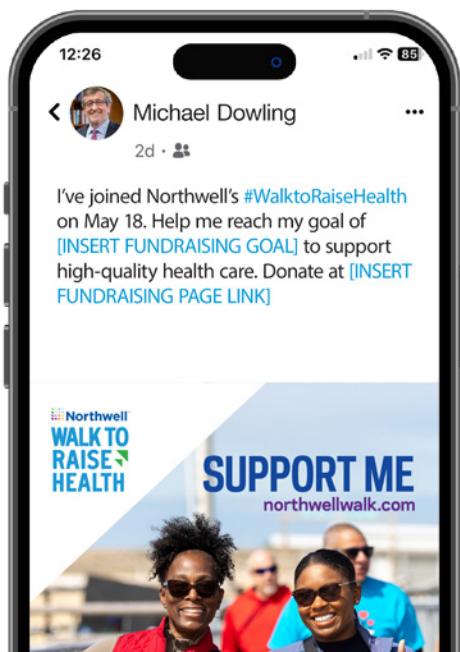 12:26
85
Michael Dowling
2d ·
I've joined Northwell's #WalktoRaiseHealth
on May 18. Help me reach my goal of
[INSERT FUNDRAISING GOAL] to support
high-quality health care. Donate at [INSERT
FUNDRAISING PAGE LINK]
Northwell
WALK TO
RAISE
HEALTH
SUPPORT ME
northwellwalk.com